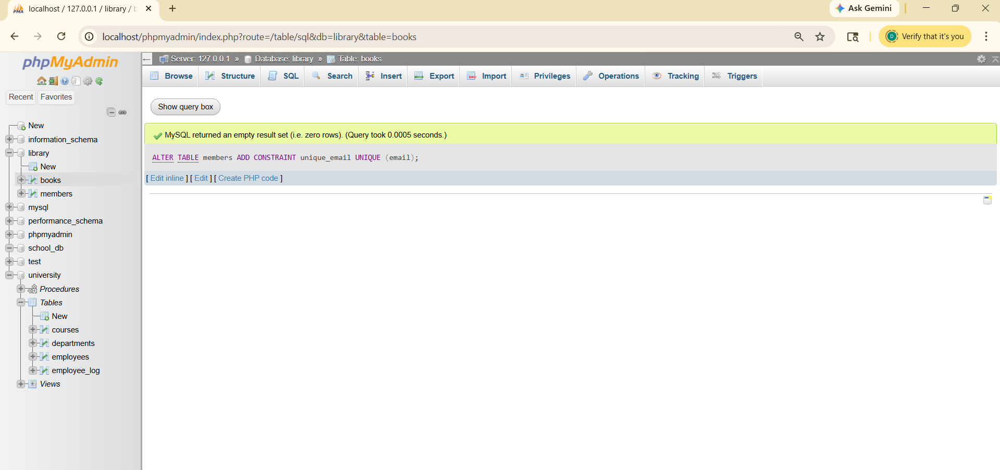 localhost / 127.0.0.1 / library / b
Ask Gemini
localhost/phpmyadmin/index.php?route=/table/sql&db=library&table=books
D
Verify that it's you
phpMyAdmin
Recent
Favorites
New
information_schema
library
New
books
members
mysql
performance_schema
phpmyadmin
school_db
test
university
Procedures
Tables
New
courses
departments
employees
employee_log
Views
Server: 127.0.0.1 » Database: library » Table: books
Browse
Structure
SQL
Search
Insert
Export
Import
Privileges
Operations
Tracking
Triggers
Show query box
MySQL returned an empty result set (i.e. zero rows). (Query took 0.0005 seconds.)
ALTER TABLE members ADD CONSTRAINT unique_email UNIQUE (email);
[ Edit inline ] [ Edit ] [ Create PHP code ]